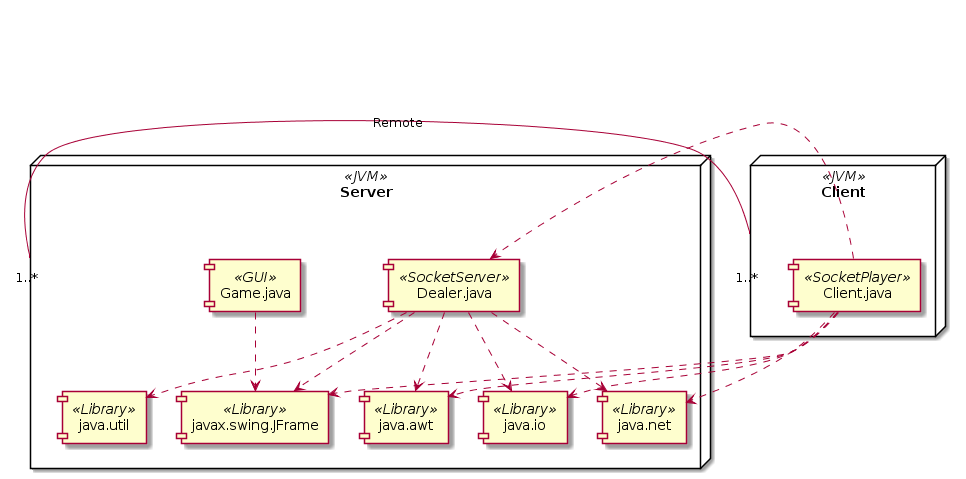 Remote
«JVM»
Server
«JVM»
Client
1..*
1..*
«GUI»
Game.java
«SocketServer»
Dealer.java
«SocketPlayer»
Client.java
«Library»
java.util
«Library»
javax.swing.JFrame
«Library»
java.awt
«Library»
java.io
«Library»
java.net